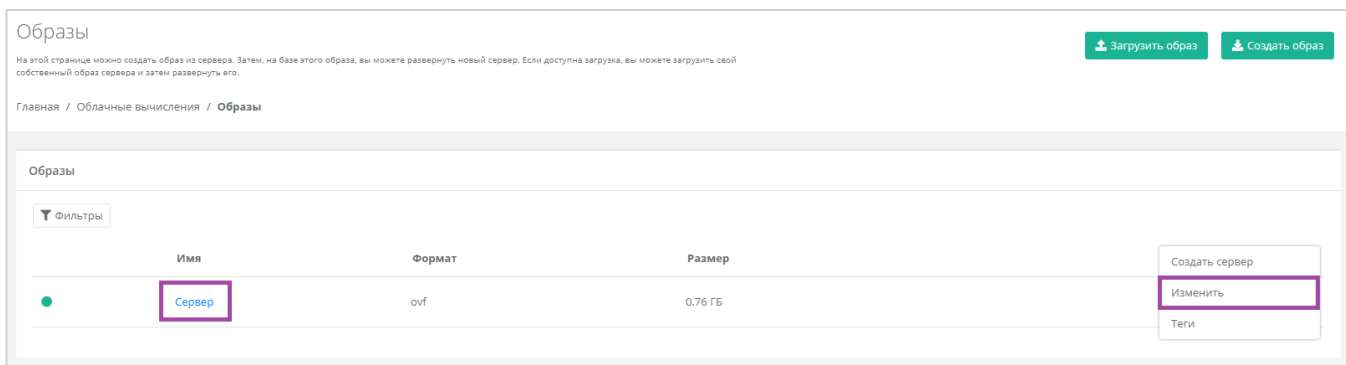 Образы
Загрузить образ
Создать образ
На этой странице можно создать образ из сервера. Затем, на базе этого образа, вы можете развернуть новый сервер. Если доступна загрузка, вы можете загрузить свой
собственный образ сервера и затем развернуть его.
Главная / Облачные вычисления / Образы
Образы
Фильтры
Имя Формат Размер
Создать сервер
Сервер ovf 0.76 ГБ
Изменить
Теги